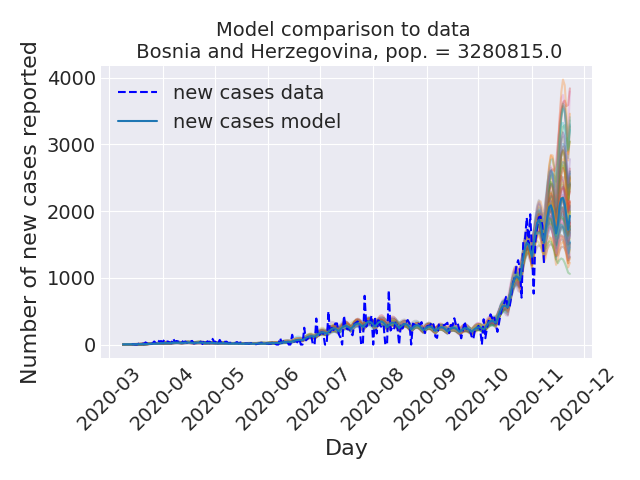 Model comparison to data
Bosnia and Herzegovina, pop. = 3280815.0
Number of new cases reported
4000
3000
2000
1000
0
new cases data
new cases model
2020-03
2020-04
2020-05
2020-06
2020-07
2020-08
2020-09
2020-10
2020-11
2020-12
Day